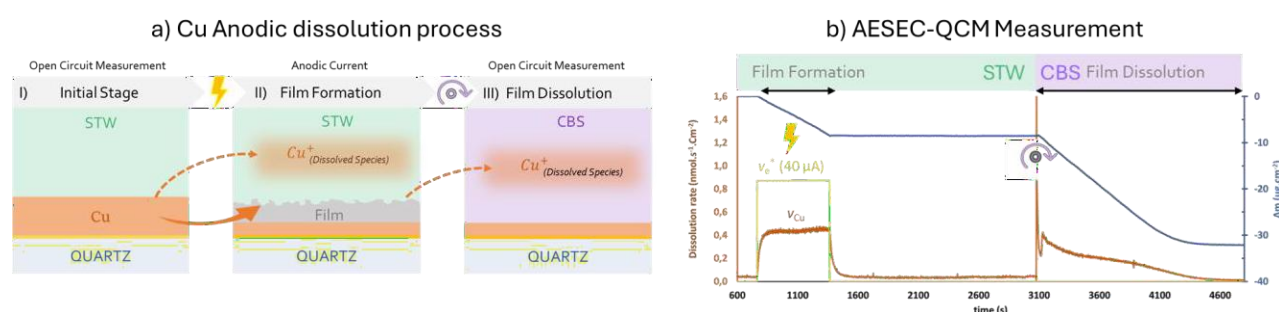 a) Cu Anodic dissolution process
Open Circuit Measurement
Anodic Current
Open Circuit Measurement
I) Initial Stage
II) Film Formation
III) Film Dissolution
STW
STW
CBS
Cu⁺ (Dissolved Species)
Cu⁺ (Dissolved Species)
Cu
Film
QUARTZ
QUARTZ
QUARTZ
b) AESEC-QCM Measurement
Film Formation
STW
CBS
Film Dissolution
Dissolution rate (nmol.s⁻¹.Cm⁻²)
1,6
1,4
1,2
1,0
0,8
0,6
0,4
0,2
0,0
νe* (40 µA)
νCu
0
−10
−20
−30
−40
Δm (µg cm⁻²)
600 1100 1600 2100 2600 3100 3600 4100 4600
time (s)